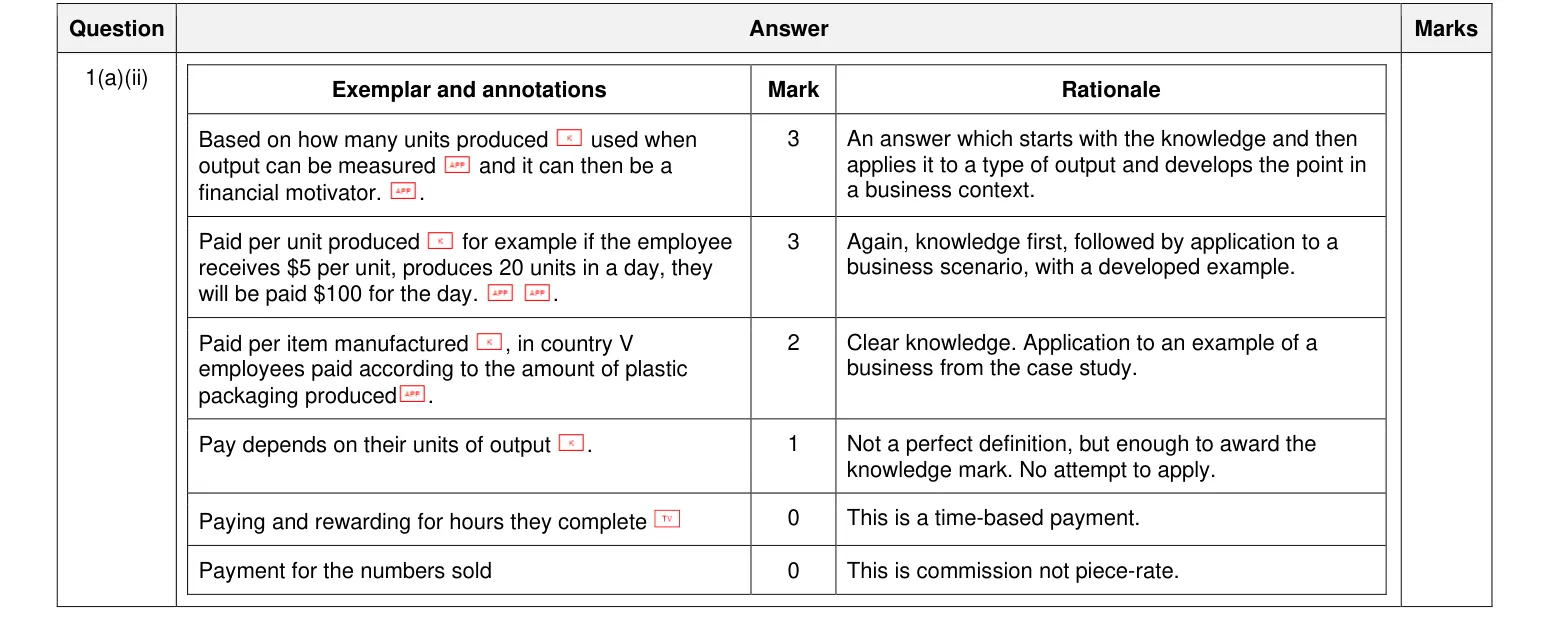 Question Answer Marks
1(a)(ii)
Exemplar and annotations Mark Rationale
Based on how many units produced K used when
output can be measured APP and it can then be a
financial motivator. APP.
3
An answer which starts with the knowledge and then
applies it to a type of output and develops the point in
a business context.
Paid per unit produced K for example if the employee
receives $5 per unit, produces 20 units in a day, they
will be paid $100 for the day. APP APP.
3
Again, knowledge first, followed by application to a
business scenario, with a developed example.
Paid per item manufactured K, in country V
employees paid according to the amount of plastic
packaging produced APP.
2
Clear knowledge. Application to an example of a
business from the case study.
Pay depends on their units of output K.
1
Not a perfect definition, but enough to award the
knowledge mark. No attempt to apply.
Paying and rewarding for hours they complete TV
0
This is a time-based payment.
Payment for the numbers sold
0
This is commission not piece-rate.